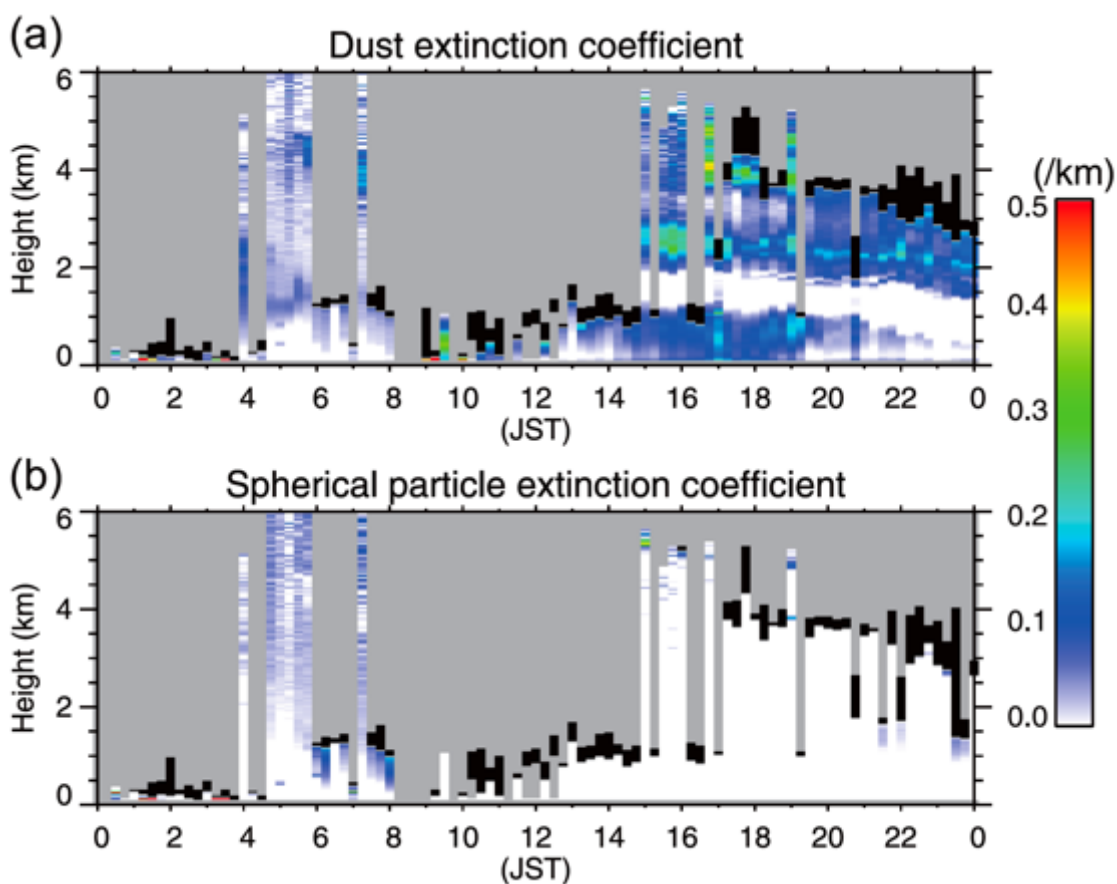 (a)
Dust extinction coefficient
6
4
2
0
Height (km)
0 2 4 6 8 10 12 14 16 18 20 22 0
(JST)
(/km)
0.5
0.4
0.3
0.2
0.1
0.0
(b)
Spherical particle extinction coefficient
6
4
2
0
Height (km)
0 2 4 6 8 10 12 14 16 18 20 22 0
(JST)